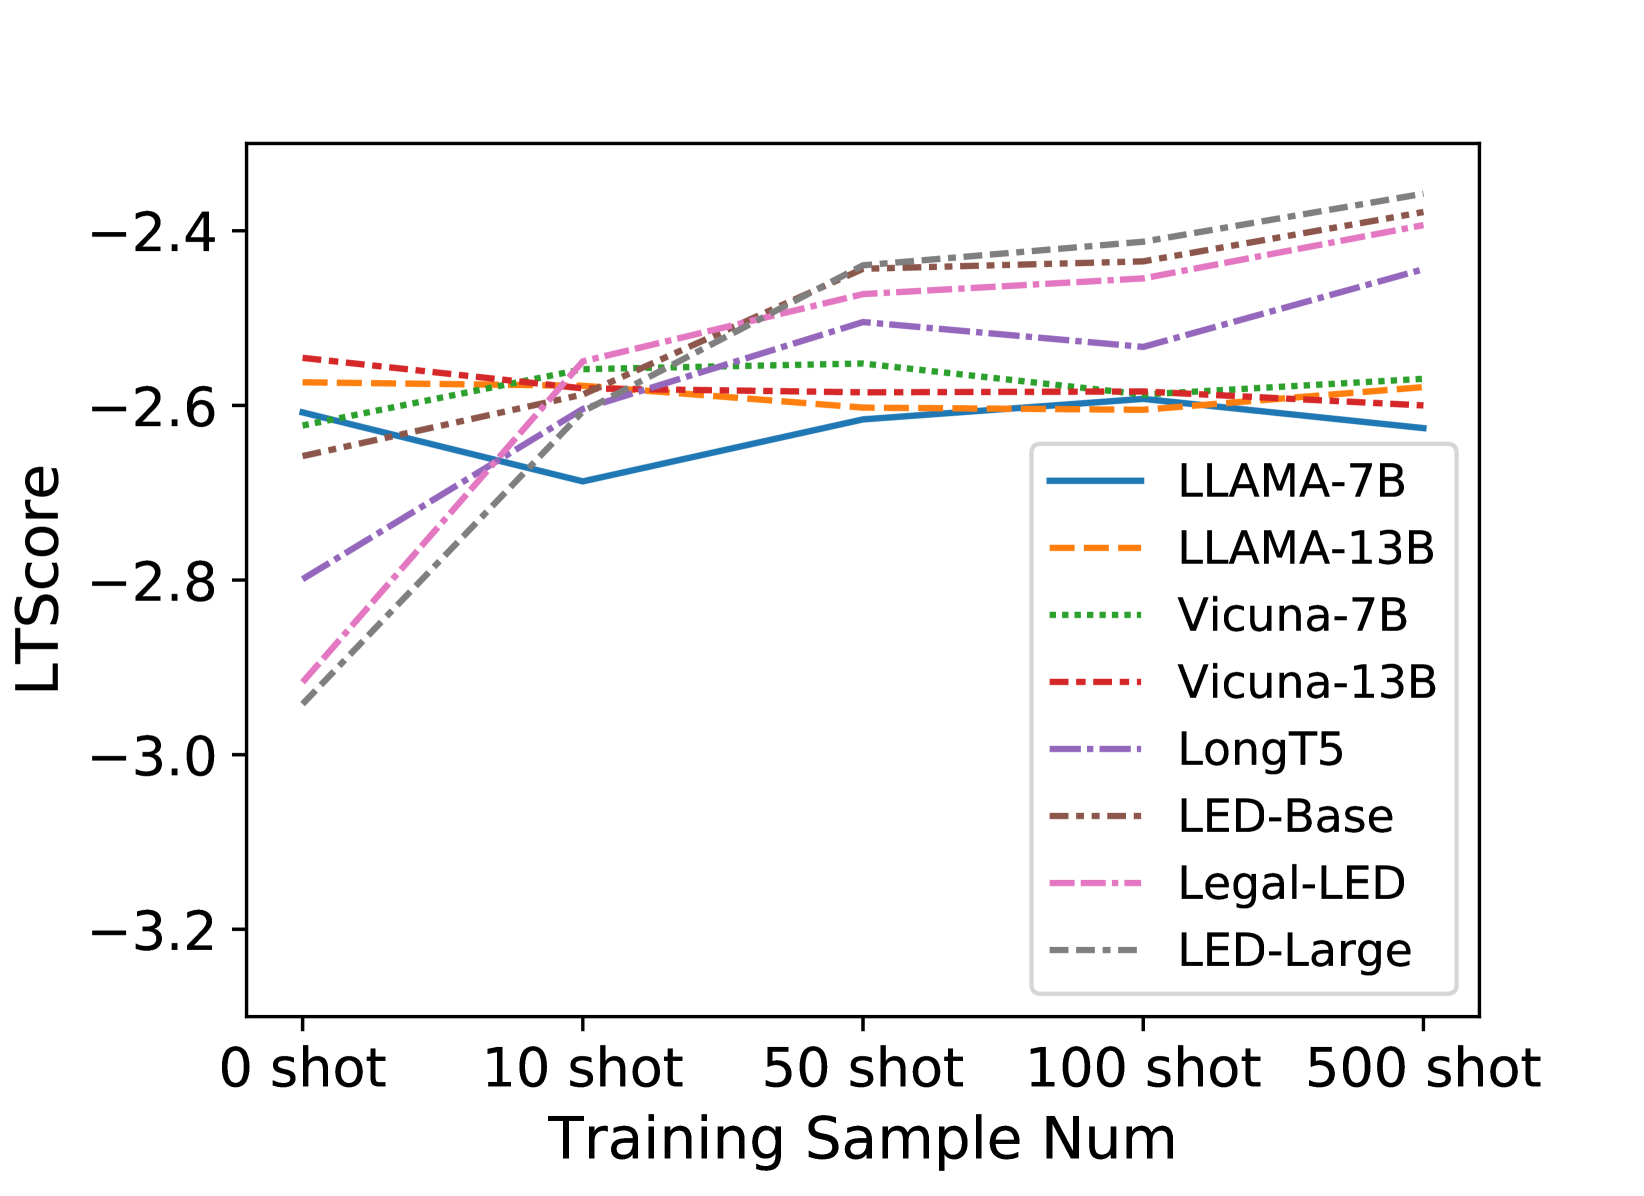 LTScore
−2.4
−2.6
−2.8
−3.0
−3.2
LLAMA-7B
LLAMA-13B
Vicuna-7B
Vicuna-13B
LongT5
LED-Base
Legal-LED
LED-Large
0 shot 10 shot 50 shot 100 shot 500 shot
Training Sample Num